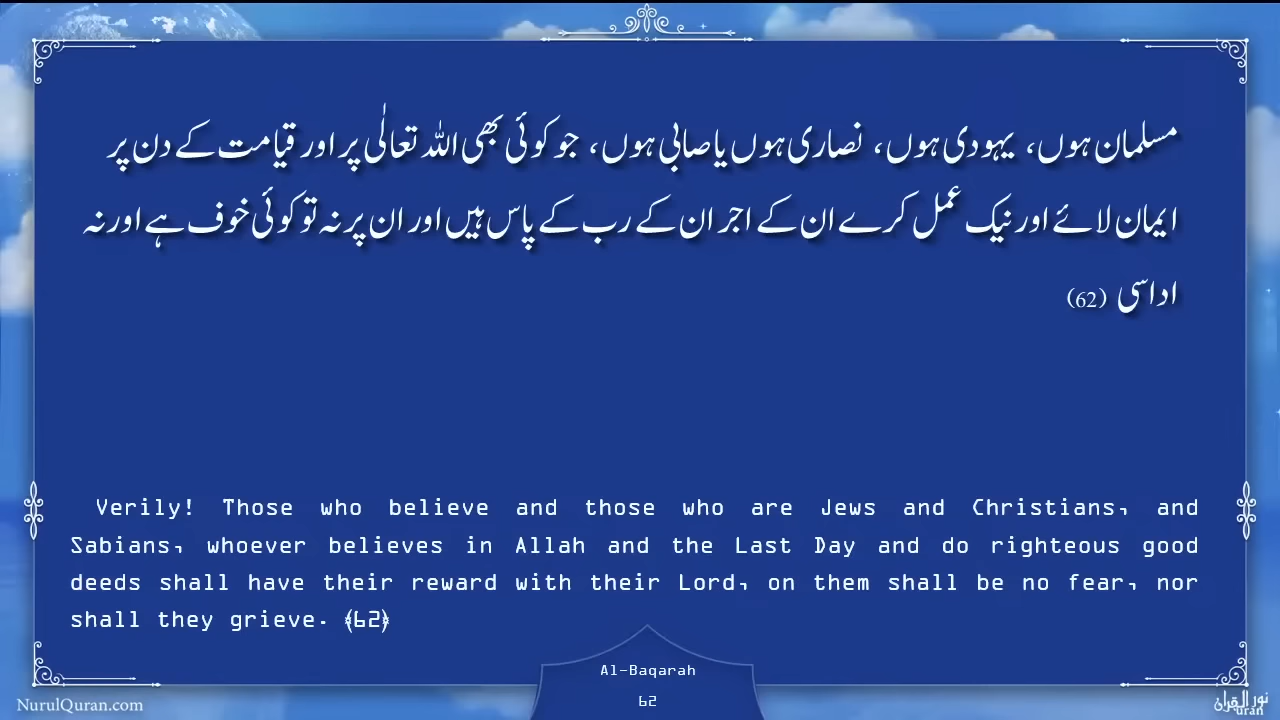 مسلمان ہوں، یہودی ہوں، نصاری ہوں یا صابی ہوں، جو کوئی بھی اللہ تعالٰی پر اور قیامت کے دن پر
ایمان لائے اور نیک عمل کرے ان کے اجر ان کے رب کے پاس ہیں اور ان پر نہ تو کوئی خوف ہے اور نہ
اداسی (62)
Verily! Those who believe and those who are Jews and Christians, and
Sabians, whoever believes in Allah and the Last Day and do righteous good
deeds shall have their reward with their Lord, on them shall be no fear, nor
shall they grieve. ﴾62﴿
Al-Baqarah
62
NurulQuran.com
نور القرآن
uran